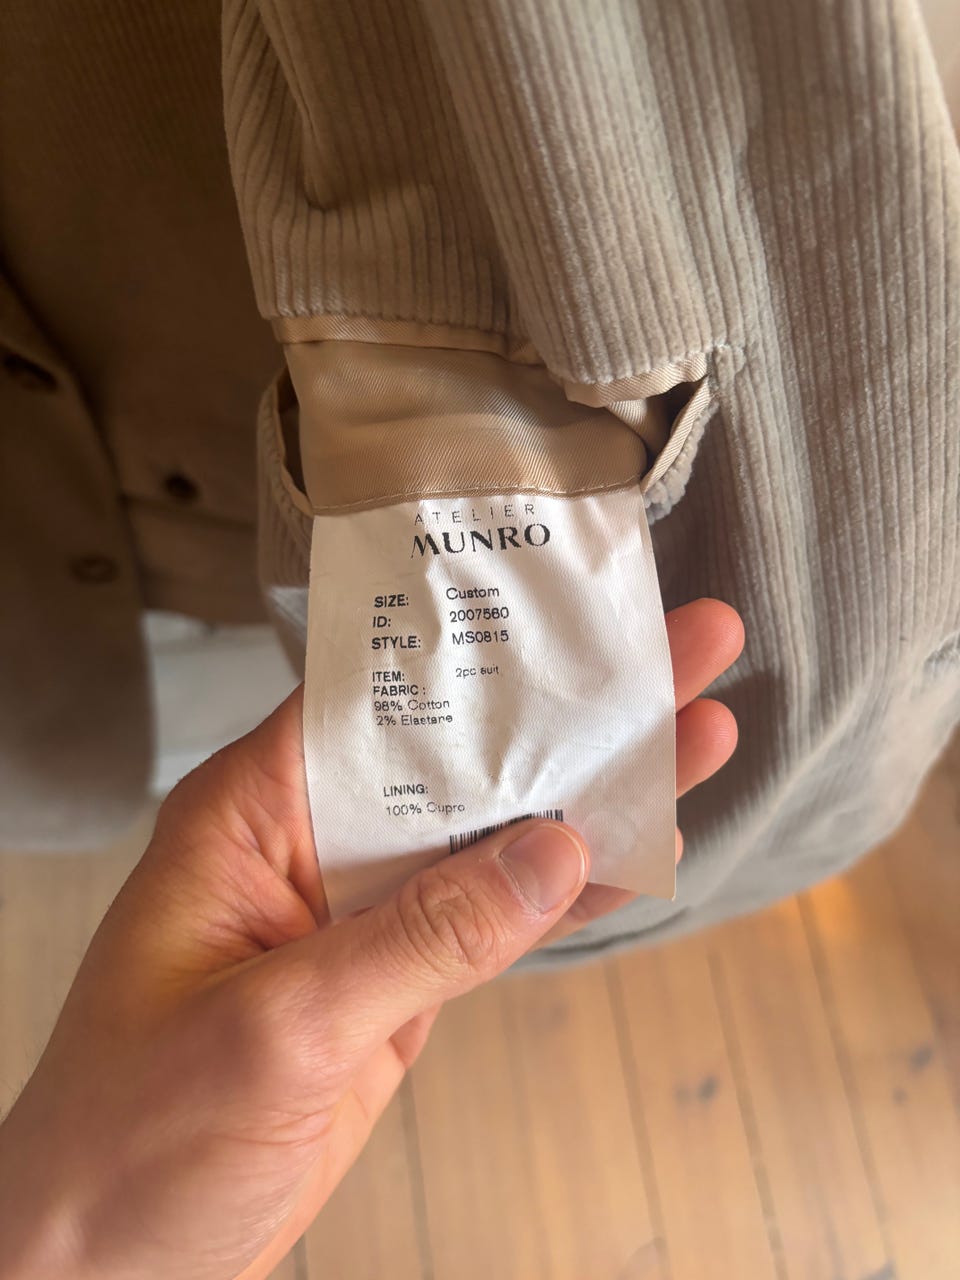 ATELIER
MUNRO
SIZE: Custom
ID: 2007560
STYLE: MS0815
ITEM: 2pc suit
FABRIC :
98% Cotton
2% Elastane
LINING:
100% Cupro